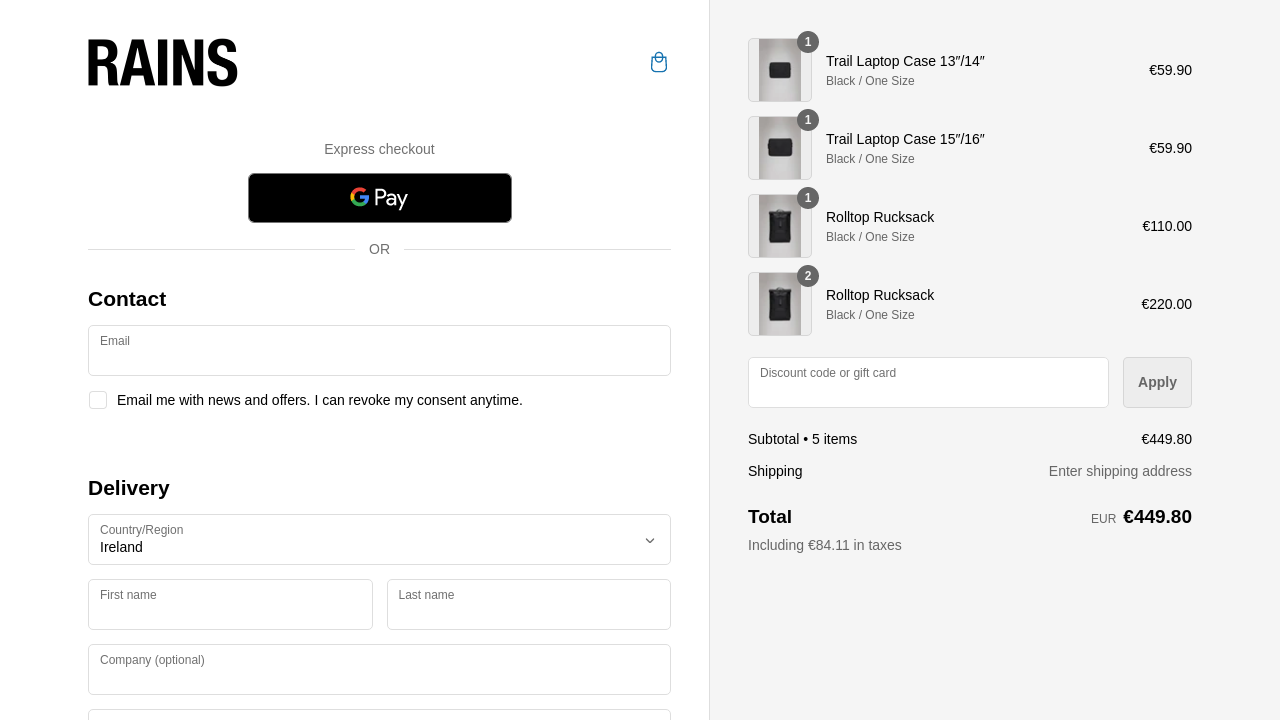 RAINS
Express checkout
G Pay
OR
Contact
Email
Email me with news and offers. I can revoke my consent anytime.
Delivery
Country/Region
Ireland
First name
Last name
Company (optional)
1
Trail Laptop Case 13″/14″
Black / One Size
€59.90
1
Trail Laptop Case 15″/16″
Black / One Size
€59.90
1
Rolltop Rucksack
Black / One Size
€110.00
2
Rolltop Rucksack
Black / One Size
€220.00
Discount code or gift card
Apply
Subtotal • 5 items
€449.80
Shipping
Enter shipping address
Total
EUR €449.80
Including €84.11 in taxes